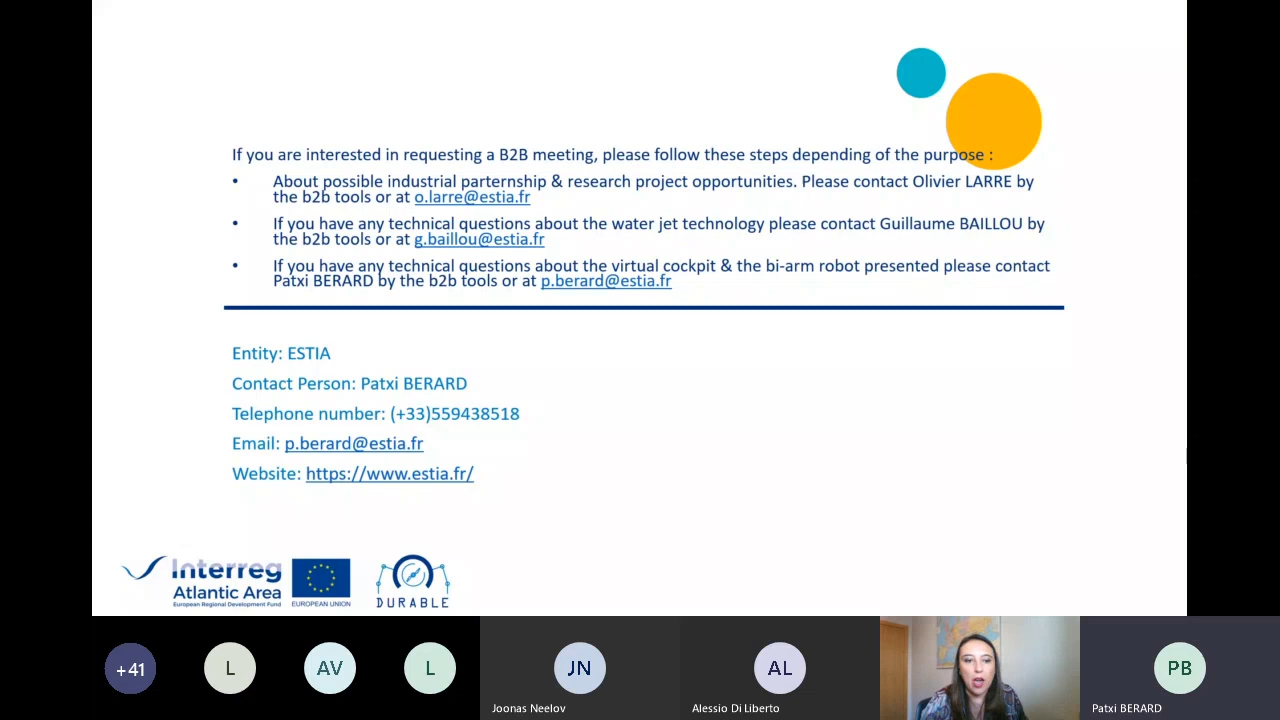 If you are interested in requesting a B2B meeting, please follow these steps depending of the purpose :
• About possible industrial parternship & research project opportunities. Please contact Olivier LARRE by
the b2b tools or at o.larre@estia.fr
• If you have any technical questions about the water jet technology please contact Guillaume BAILLOU by
the b2b tools or at g.baillou@estia.fr
• If you have any technical questions about the virtual cockpit & the bi-arm robot presented please contact
Patxi BERARD by the b2b tools or at p.berard@estia.fr
Entity: ESTIA
Contact Person: Patxi BERARD
Telephone number: (+33)559438518
Email: p.berard@estia.fr
Website: https://www.estia.fr/
Interreg
Atlantic Area
European Regional Development Fund
EUROPEAN UNION
DURABLE
+41
L
AV
L
JN
AL
PB
Joonas Neelov
Alessio Di Liberto
Patxi BERARD